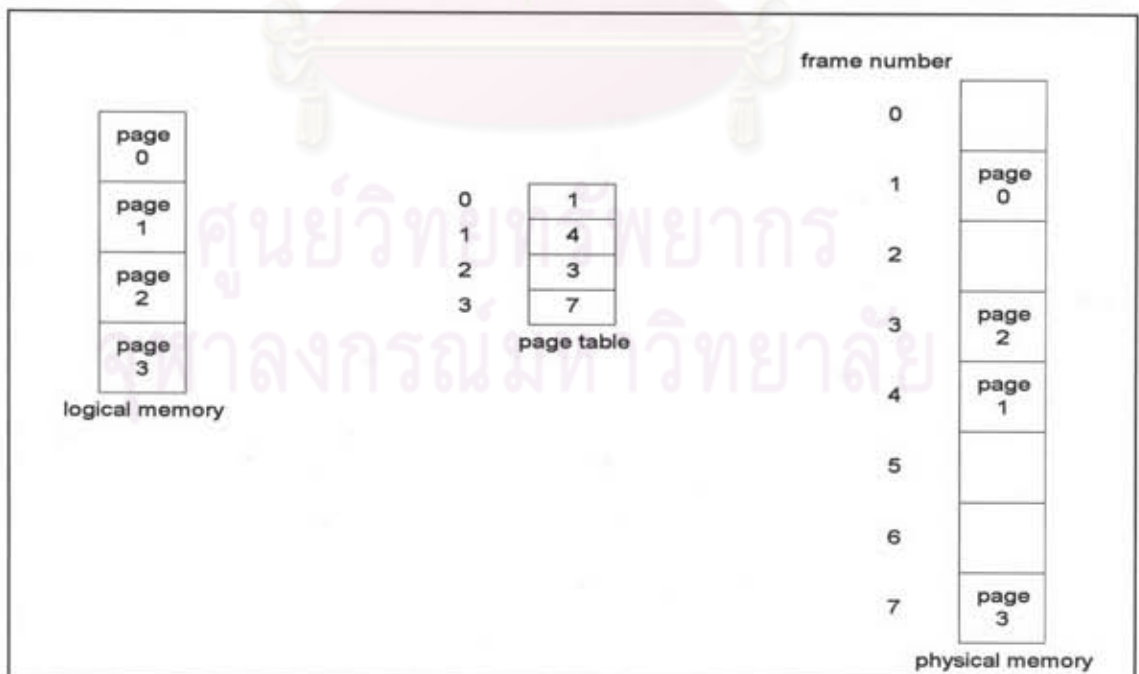 frame number
page
0
page
1
page
2
page
3
logical memory
0 1
1 4
2 3
3 7
page table
0
1 page
0
2
3 page
2
4 page
1
5
6
7 page
3
physical memory
ศูนย์วิทยทรัพยากร
จุฬาลงกรณ์มหาวิทยาลัย